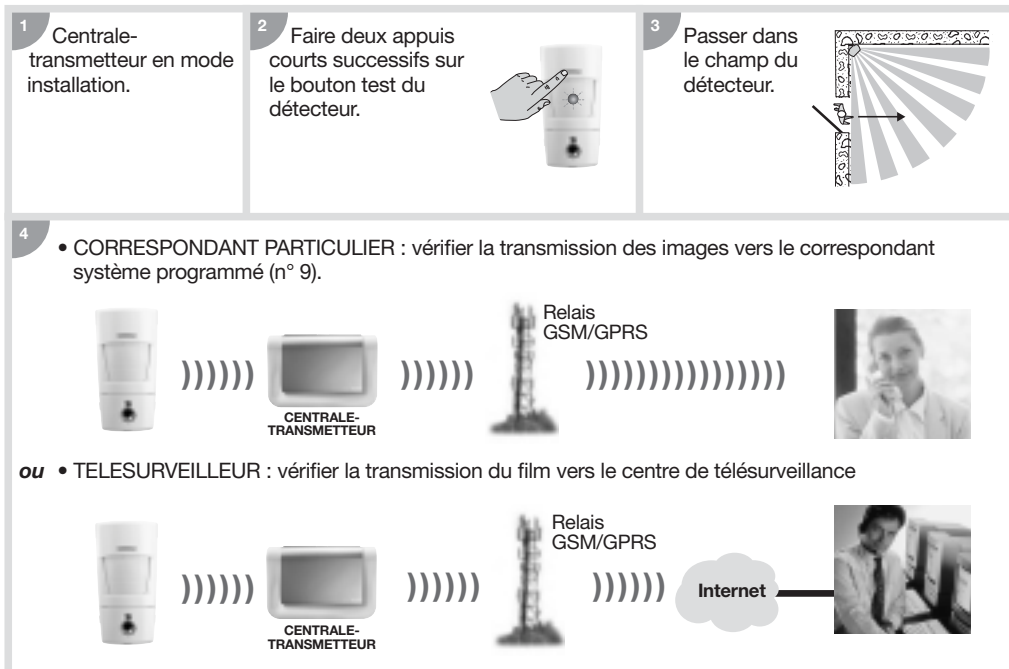 1
Centrale-
transmetteur en mode
installation.
2
Faire deux appuis
courts successifs sur
le bouton test du
détecteur.
3
Passer dans
le champ du
détecteur.
4
• CORRESPONDANT PARTICULIER : vérifier la transmission des images vers le correspondant
système programmé (n° 9).
Relais
GSM/GPRS
CENTRALE-
TRANSMETTEUR
ou • TELESURVEILLEUR : vérifier la transmission du film vers le centre de télésurveillance
Relais
GSM/GPRS
Internet
CENTRALE-
TRANSMETTEUR